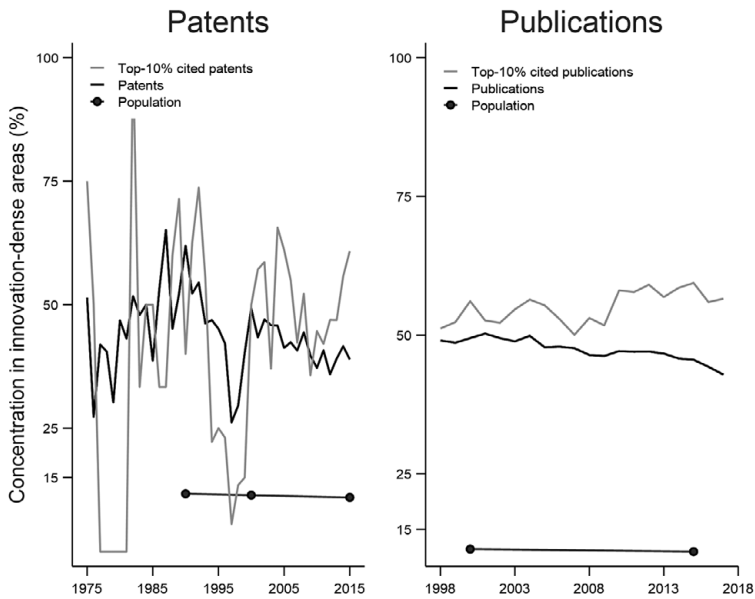 Patents
Publications
Concentration in innovation-dense areas (%)
100
75
50
25
15
Top-10% cited patents
Patents
Population
1975
1985
1995
2005
2015
100
75
50
25
15
Top-10% cited publications
Publications
Population
1998
2003
2008
2013
2018